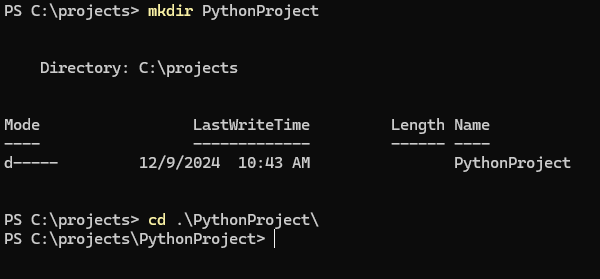 PS C:\projects> mkdir PythonProject
Directory: C:\projects
Mode LastWriteTime Length Name
---- ------------- ------ ----
d----- 12/9/2024 10:43 AM PythonProject
PS C:\projects> cd .\PythonProject\
PS C:\projects\PythonProject>